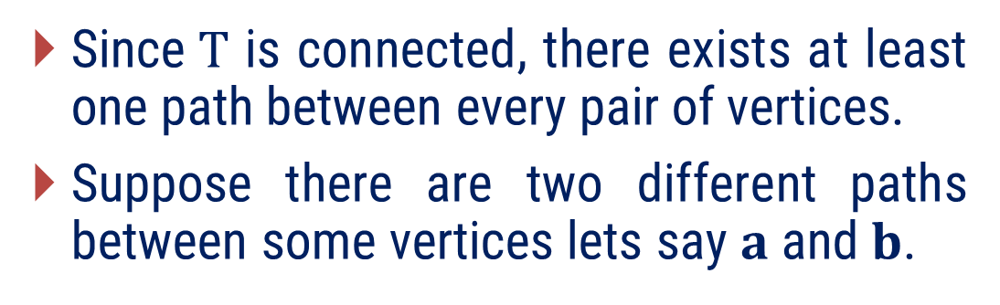 Since T is connected, there exists at least
one path between every pair of vertices.
Suppose there are two different paths
between some vertices lets say a and b.